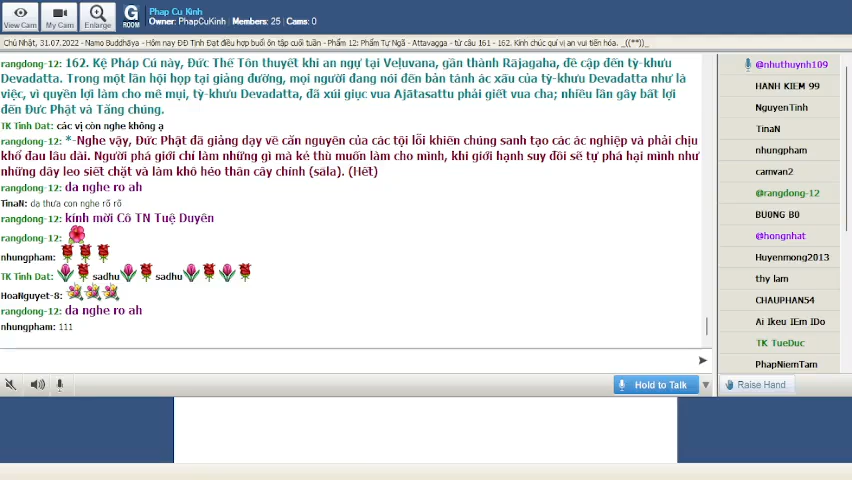 View Cam
My Cam
Enlarge
G
ROOM
Phap Cu Kinh
Owner: PhapCuKinh | Members: 25 | Cams: 0
Chủ Nhật, 31.07.2022 - Namo Buddhāya - Hôm nay ĐĐ Tịnh Đạt điều hợp buổi ôn tập cuối tuần - Phẩm 12: Phẩm Tự Ngã - Attavagga - từ câu 161 - 162. Kính chúc quí vị an vui tiến hóa. _((**)_
rangdong-12: 162. Kệ Pháp Cú này, Đức Thế Tôn thuyết khi an ngự tại Veḷuvana, gần thành Rājagaha, đề cập đến tỳ-khưu
Devadatta. Trong một lần hội họp tại giảng đường, mọi người đang nói đến bản tánh ác xấu của tỳ-khưu Devadatta như là
việc, vì quyền lợi làm cho mê mụi, tỳ-khưu Devadatta, đã xúi giục vua Ajātasattu phải giết vua cha; nhiều lần gây bất lợi
đến Đức Phật và Tăng chúng.
TK Tinh Dat: các vị còn nghe không ạ
rangdong-12: *-Nghe vậy, Đức Phật đã giảng dạy về căn nguyên của các tội lỗi khiến chúng sanh tạo các ác nghiệp và phải chịu
khổ đau lâu dài. Người phá giới chỉ làm những gì mà kẻ thù muốn làm cho mình, khi giới hạnh suy đồi sẽ tự phá hại mình như
những dây leo siết chặt và làm khô héo thân cây chính (sāla). (Hết)
rangdong-12: da nghe ro ah
TinaN: dạ thưa con nghe rõ rõ
rangdong-12: kính mời Cô TN Tuệ Duyên
rangdong-12:
nhungpham:
TK Tinh Dat: sadhu sadhu
HoaNguyet-8:
rangdong-12: da nghe ro ah
nhungpham: 111
Hold to Talk
@nhuthuynh109
HANH KIEM 99
NguyenTinh
TinaN
nhungpham
camvan2
@rangdong-12
BU0NG B0
@hongnhat
Huyenmong2013
thy lam
CHAUPHAN54
Ai Ikeu IEm IDo
TK TueDuc
PhapNiemTam
Raise Hand